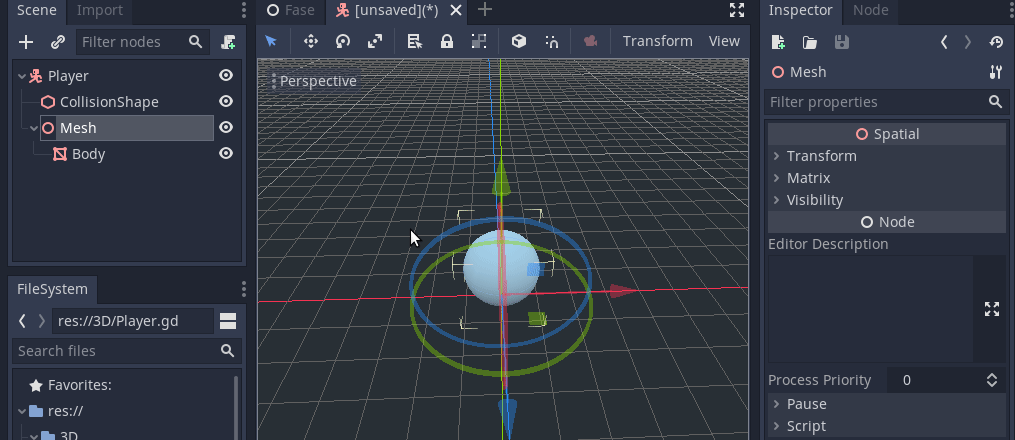 Scene Import
Fase [unsaved](*)
Inspector Node
Filter nodes
Transform View
Player
CollisionShape
Mesh
Body
Perspective
Mesh
Filter properties
Spatial
Transform
Matrix
Visibility
Node
Editor Description
Process Priority 0
Pause
Script
FileSystem
res://3D/Player.gd
Search files
Favorites:
res://
3D